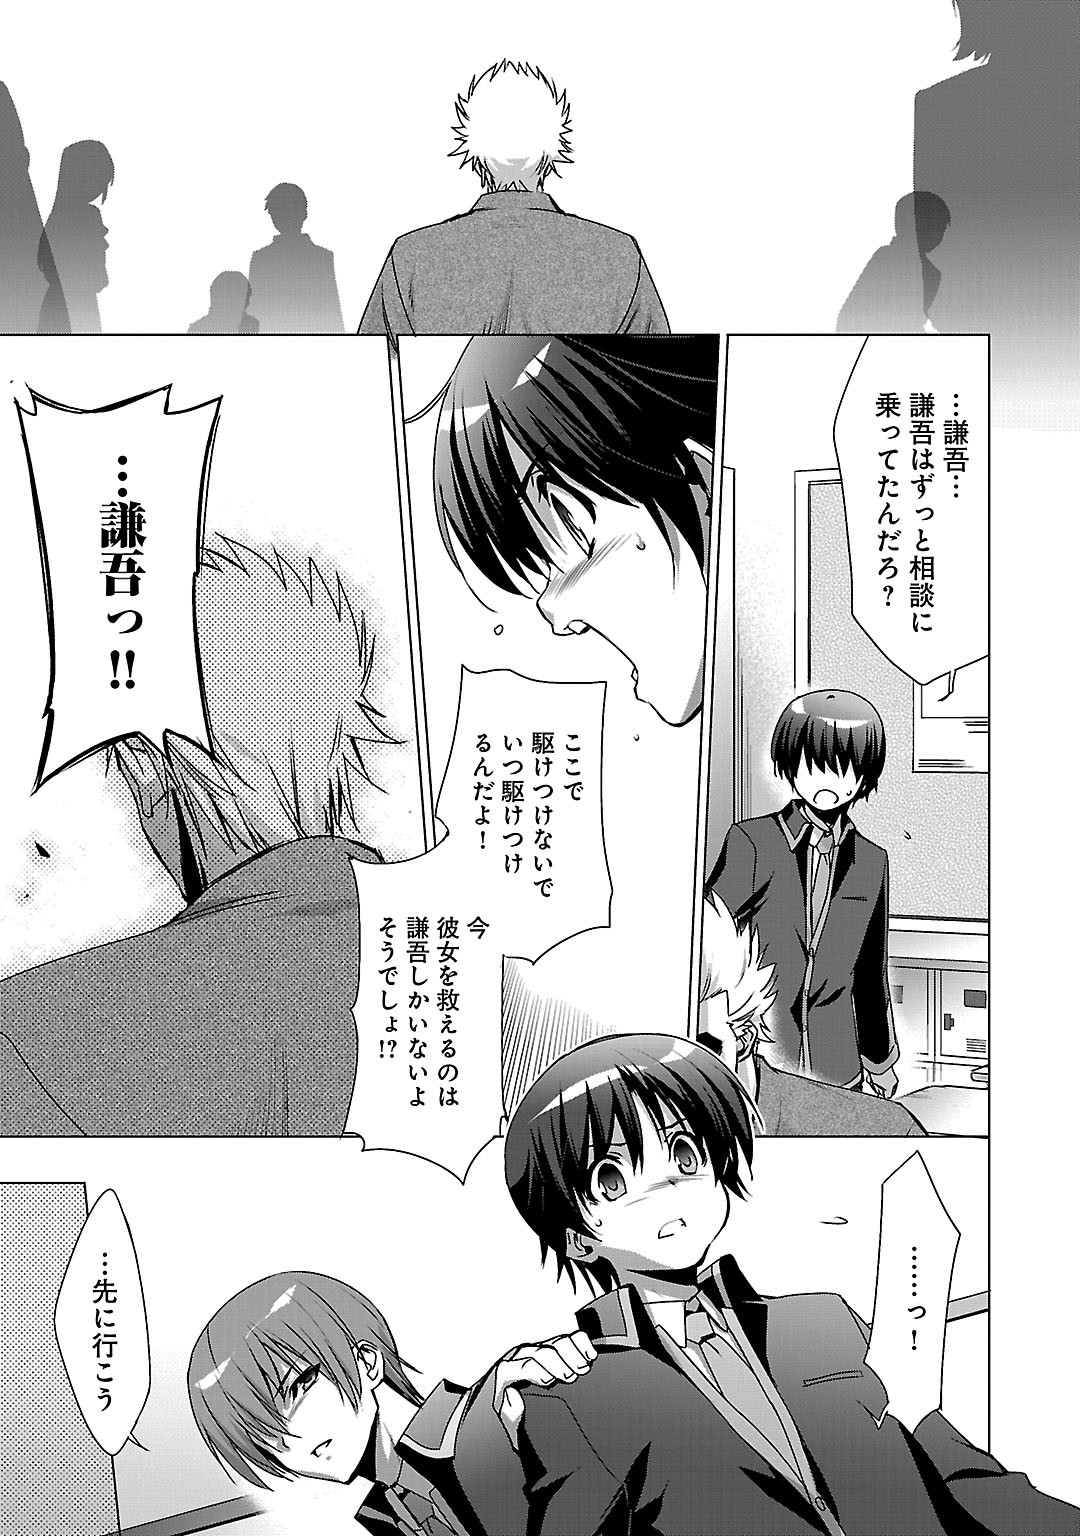 …謙吾…
謙吾はずっと相談に
乗ってたんだろ？
ここで
駆けつけないで
いつ駆けつけ
るんだよ！
今
彼女を救えるのは
謙吾しかいないよ
そうでしょ!?
…謙吾っ!!
……っ！
…先に行こう